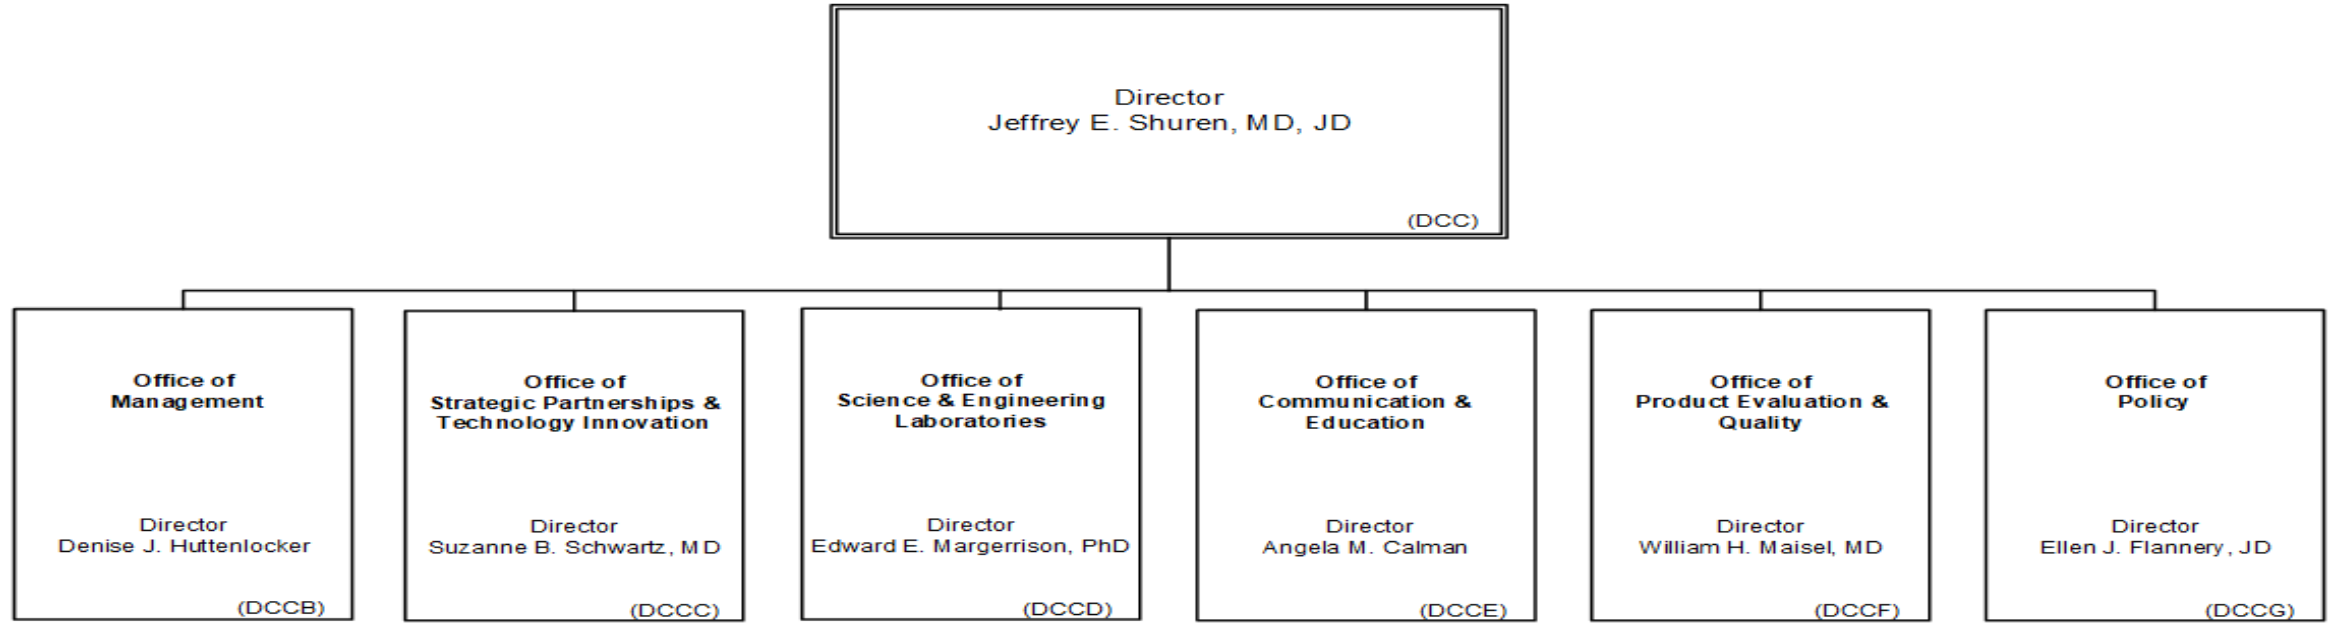 Director
Jeffrey E. Shuren, MD, JD
(DCC)
Office of
Management
Director
Denise J. Huttenlocker
(DCCB)
Office of
Strategic Partnerships &
Technology Innovation
Director
Suzanne B. Schwartz, MD
(DCCC)
Office of
Science & Engineering
Laboratories
Director
Edward E. Margerrison, PhD
(DCCD)
Office of
Communication &
Education
Director
Angela M. Calman
(DCCE)
Office of
Product Evaluation &
Quality
Director
William H. Maisel, MD
(DCCF)
Office of
Policy
Director
Ellen J. Flannery, JD
(DCCG)